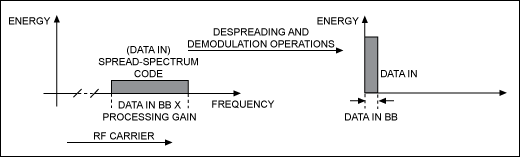 ENERGY
(DATA IN)
SPREAD-SPECTRUM
CODE
DATA IN BB X
PROCESSING GAIN
FREQUENCY
RF CARRIER
DESPREADING AND
DEMODULATION OPERATIONS
ENERGY
DATA IN
DATA IN BB